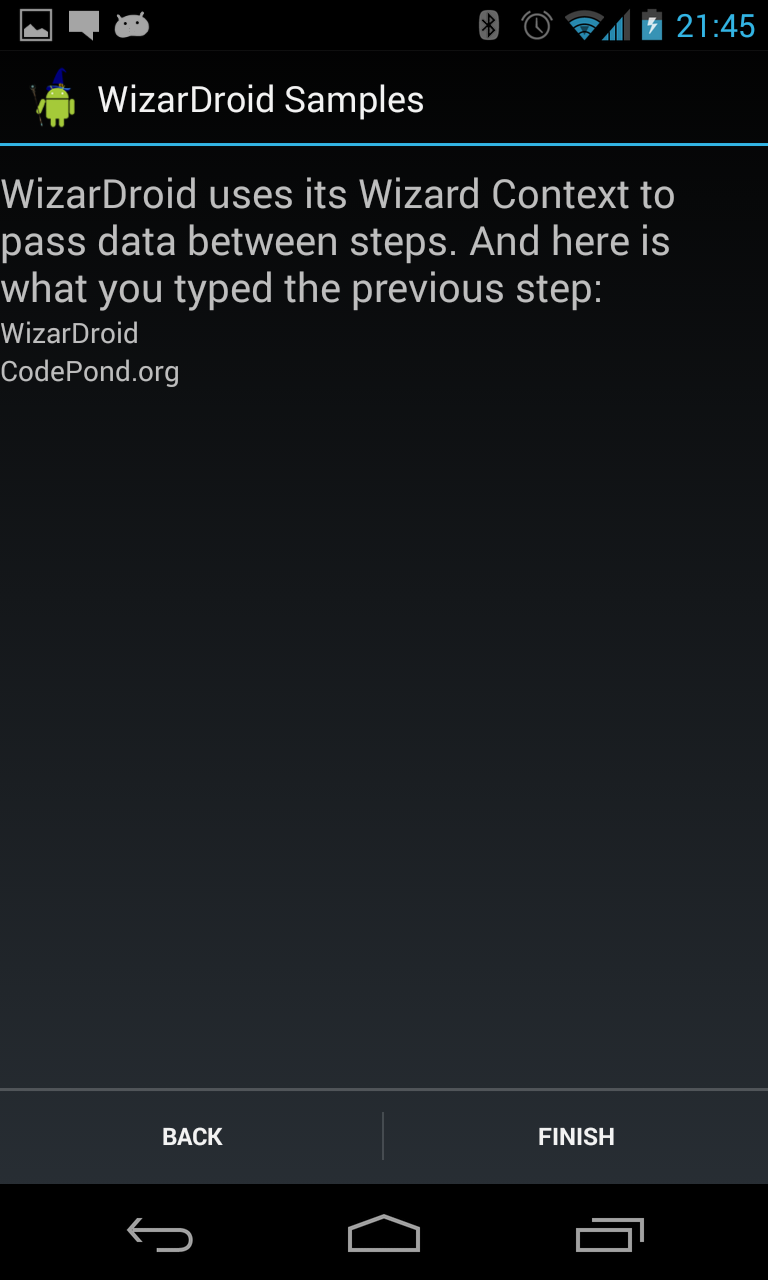 21:45
WizarDroid Samples
WizarDroid uses its Wizard Context to
pass data between steps. And here is
what you typed the previous step:
WizarDroid
CodePond.org
BACK
FINISH